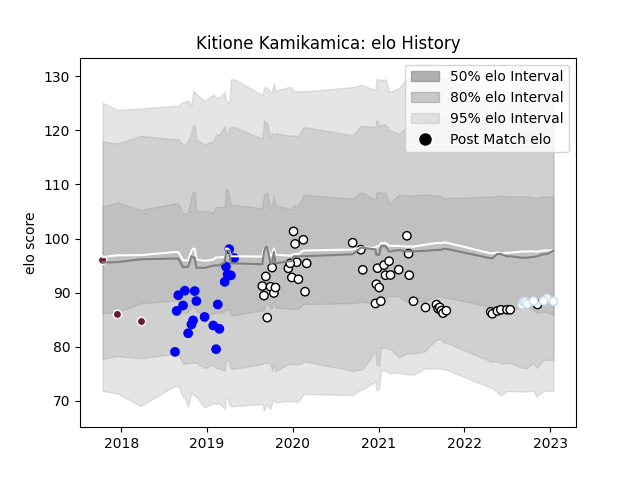 Kitione Kamikamica: elo History
50% elo Interval
80% elo Interval
95% elo Interval
Post Match elo
elo score
130
120
110
100
90
80
70
2018 2019 2020 2021 2022 2023